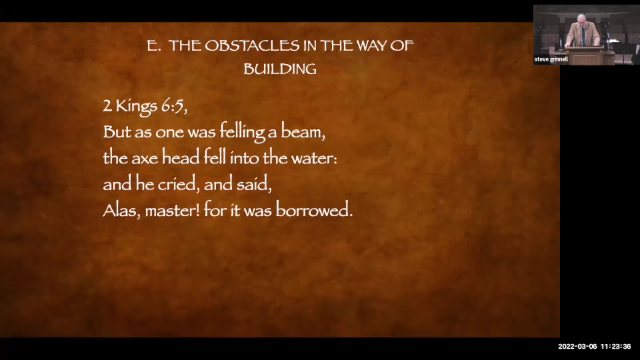 E. THE OBSTACLES IN THE WAY OF
BUILDING
2 Kings 6:5,
But as one was felling a beam,
the axe head fell into the water:
and he cried, and said,
Alas, master! for it was borrowed.
steve grinnell
2022-03-06 11:23:36